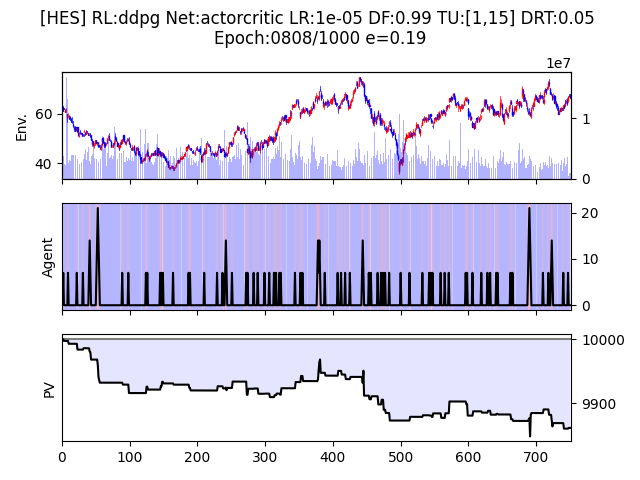 [HES] RL:ddpg Net:actorcritic LR:1e-05 DF:0.99 TU:[1,15] DRT:0.05
Epoch:0808/1000 e=0.19
1e7
Env.
60
40
1
0
Agent
20
10
0
PV
10000
9900
0 100 200 300 400 500 600 700